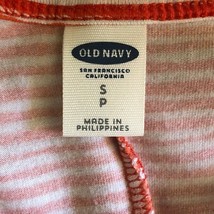 OLD NAVY
SAN FRANCISCO
CALIFORNIA
S
P
MADE IN
PHILIPPINES